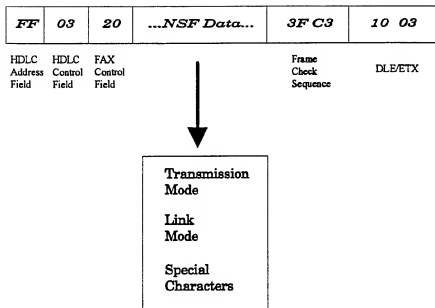 FF 03 20 ...NSF Data... 3F C3 10 03
HDLC Address Field
HDLC Control Field
FAX Control Field
Frame Check Sequence
DLE/ETX
Transmission
Mode
Link
Mode
Special
Characters